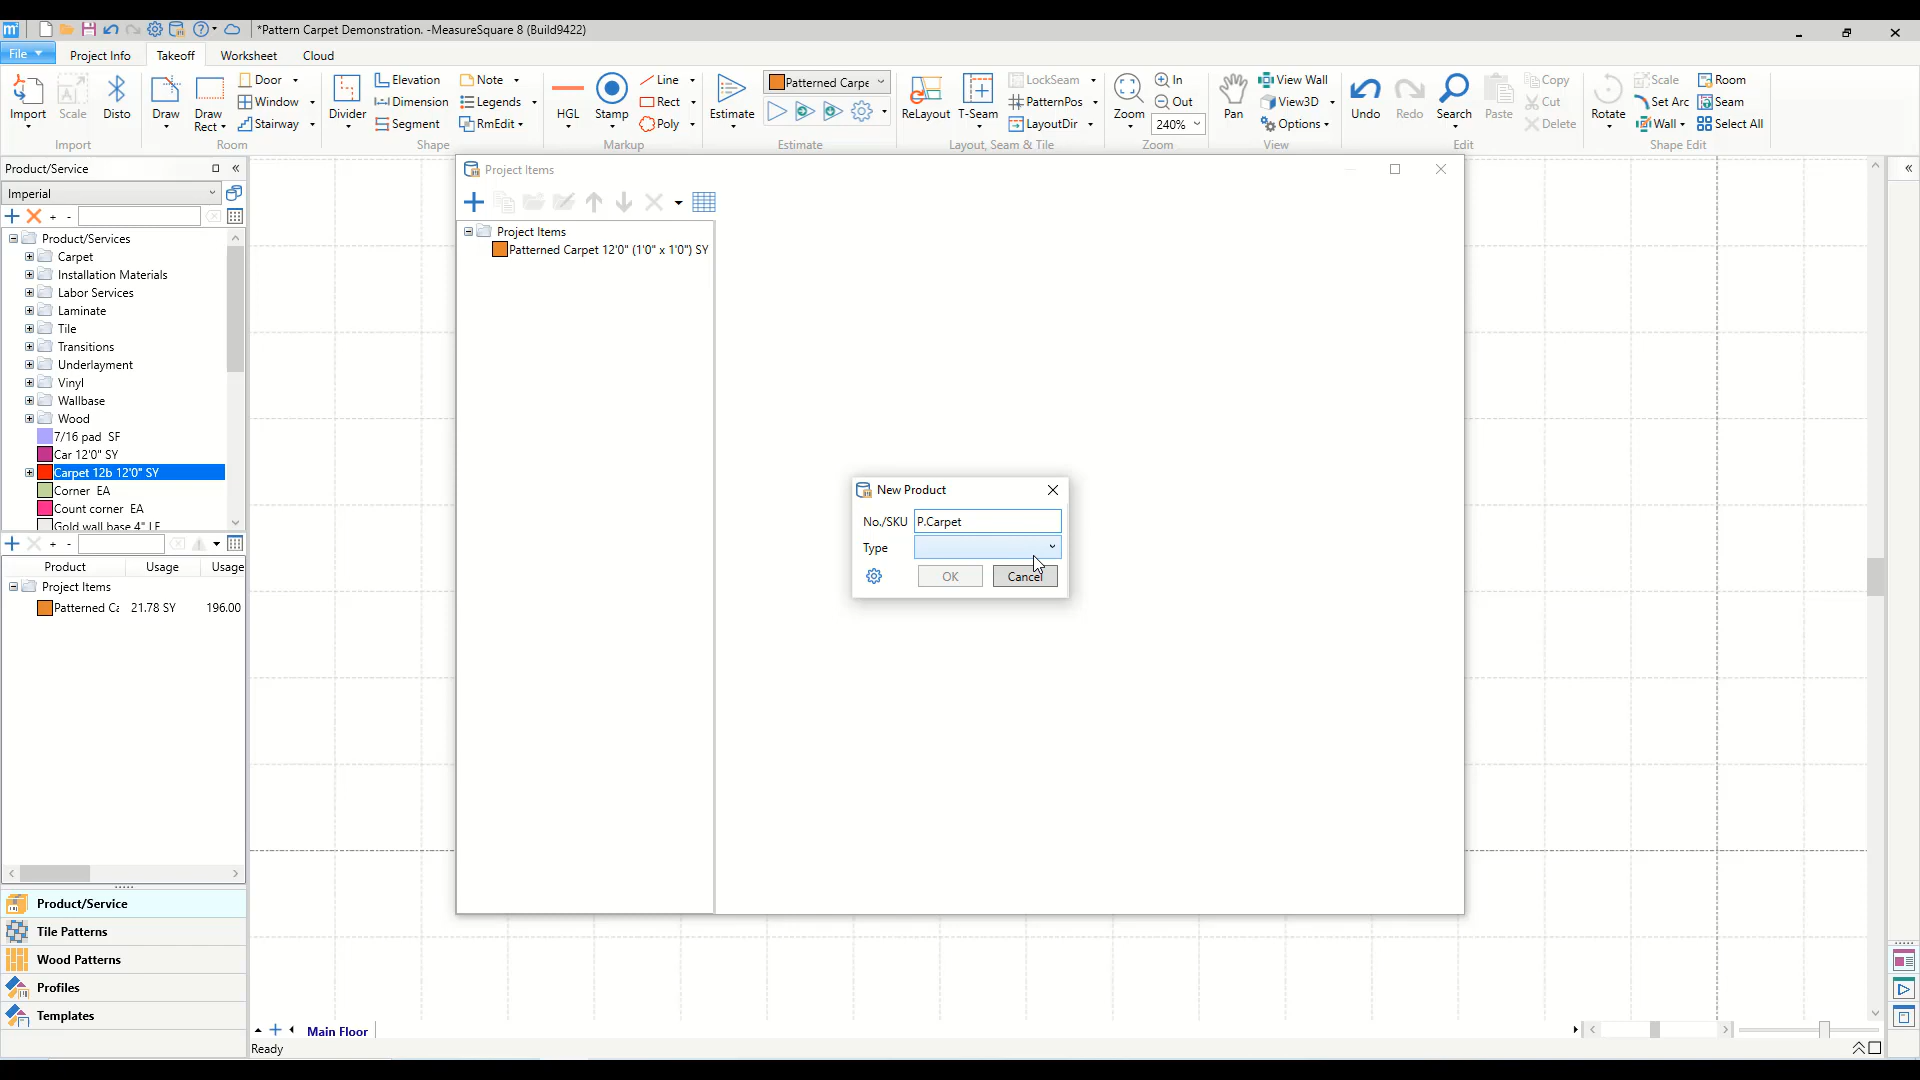 *Pattern Carpet Demonstration. -MeasureSquare 8 (Build9422)
File Project Info Takeoff Worksheet Cloud
Import Scale Disto
Import
Draw Draw Rect Door Window Stairway
Room
Divider Elevation Dimension Segment Note Legends RmEdit
Shape
HGL Stamp Line Rect Poly
Markup
Estimate Patterned Carpe
Estimate
ReLayout T-Seam LockSeam PatternPos LayoutDir
Layout, Seam & Tile
Zoom In Out 240%
Zoom
Pan View Wall View3D Options
View
Undo Redo Search Paste Copy Cut Delete
Edit
Rotate Scale Set Arc Wall Room Seam Select All
Shape Edit
Product/Service
Imperial
+ -
Product/Services
Carpet
Installation Materials
Labor Services
Laminate
Tile
Transitions
Underlayment
Vinyl
Wallbase
Wood
7/16 pad SF
Car 12'0" SY
Carpet 12b 12'0" SY
Corner EA
Count corner EA
Gold wall base 4" LF
+ -
Product Usage Usage
Project Items
Patterned Ca 21.78 SY 196.00
Product/Service
Tile Patterns
Wood Patterns
Profiles
Templates
Project Items
Project Items
Patterned Carpet 12'0" (1'0" x 1'0") SY
New Product
No./SKU P.Carpet
Type
OK Cancel
Main Floor
Ready